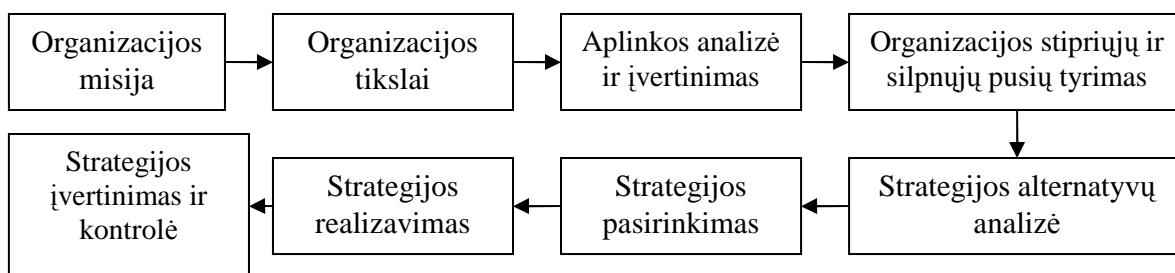 Organizacijos
misija
Organizacijos
tikslai
Aplinkos analizė
ir įvertinimas
Organizacijos stipriųjų ir
silpnųjų pusių tyrimas
Strategijos alternatyvų
analizė
Strategijos
pasirinkimas
Strategijos
realizavimas
Strategijos
įvertinimas ir
kontrolė